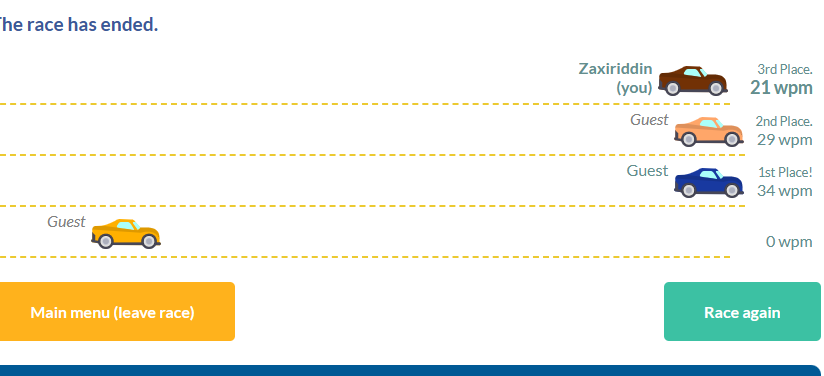 The race has ended.
Zaxiriddin
(you)
3rd Place.
21 wpm
Guest
2nd Place.
29 wpm
Guest
1st Place!
34 wpm
Guest
0 wpm
Main menu (leave race)
Race again